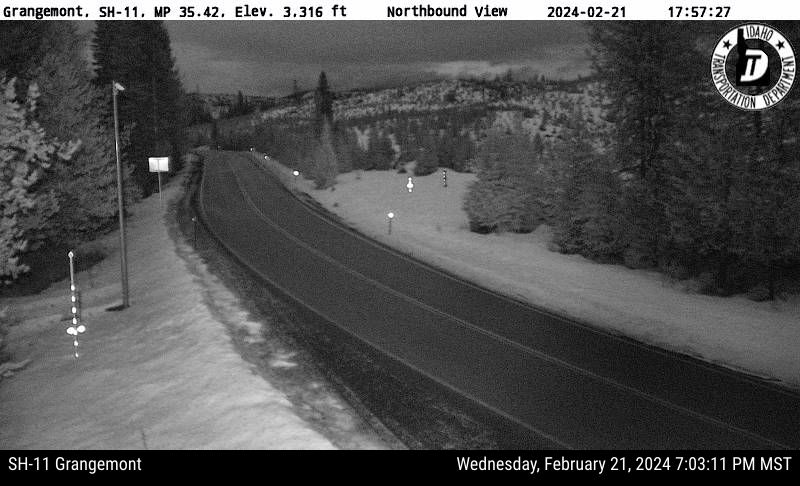 Grangemont, SH-11, MP 35.42, Elev. 3,316 ft Northbound View 2024-02-21 17:57:27
IDAHO
TRANSPORTATION DEPARTMENT
SH-11 Grangemont Wednesday, February 21, 2024 7:03:11 PM MST